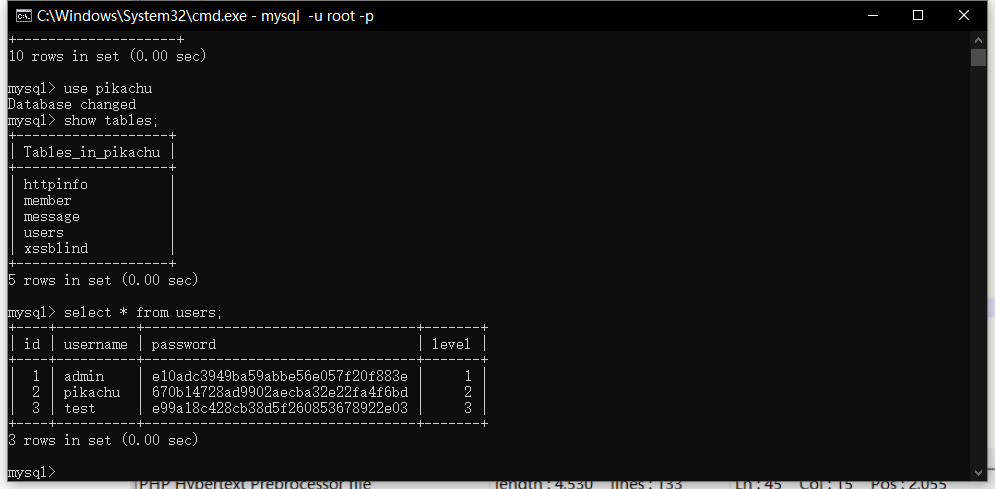 C:\Windows\System32\cmd.exe - mysql  -u root -p
+--------------------+
10 rows in set (0.00 sec)
mysql> use pikachu
Database changed
mysql> show tables;
+-------------------+
| Tables_in_pikachu |
+-------------------+
| httpinfo          |
| member            |
| message           |
| users             |
| xssblind          |
+-------------------+
5 rows in set (0.00 sec)
mysql> select * from users;
+----+----------+----------------------------------+-------+
| id | username | password                         | level |
+----+----------+----------------------------------+-------+
|  1 | admin    | e10adc3949ba59abbe56e057f20f883e |     1 |
|  2 | pikachu  | 670b14728ad9902aecba32e22fa4f6bd |     2 |
|  3 | test     | e99a18c428cb38d5f260853678922e03 |     3 |
+----+----------+----------------------------------+-------+
3 rows in set (0.00 sec)
mysql>
PHP Hypertext Preprocessor file length : 4,530 lines : 133 Ln : 45 Col : 15 Pos : 2,055